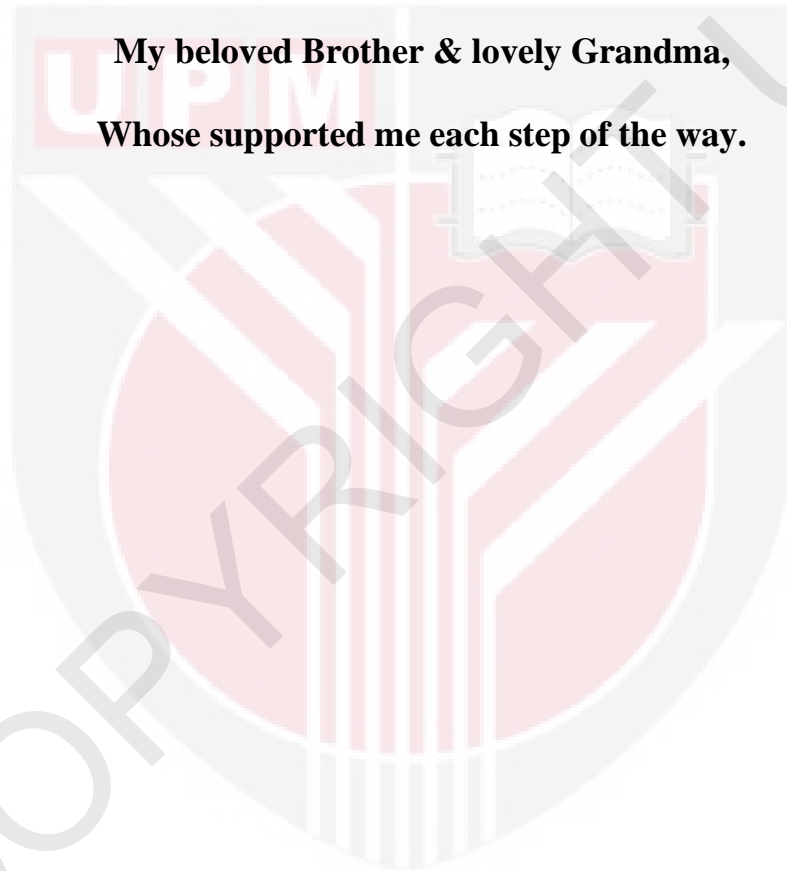 My beloved Brother & lovely Grandma,
Whose supported me each step of the way.
UPM
COPYRIGHT U